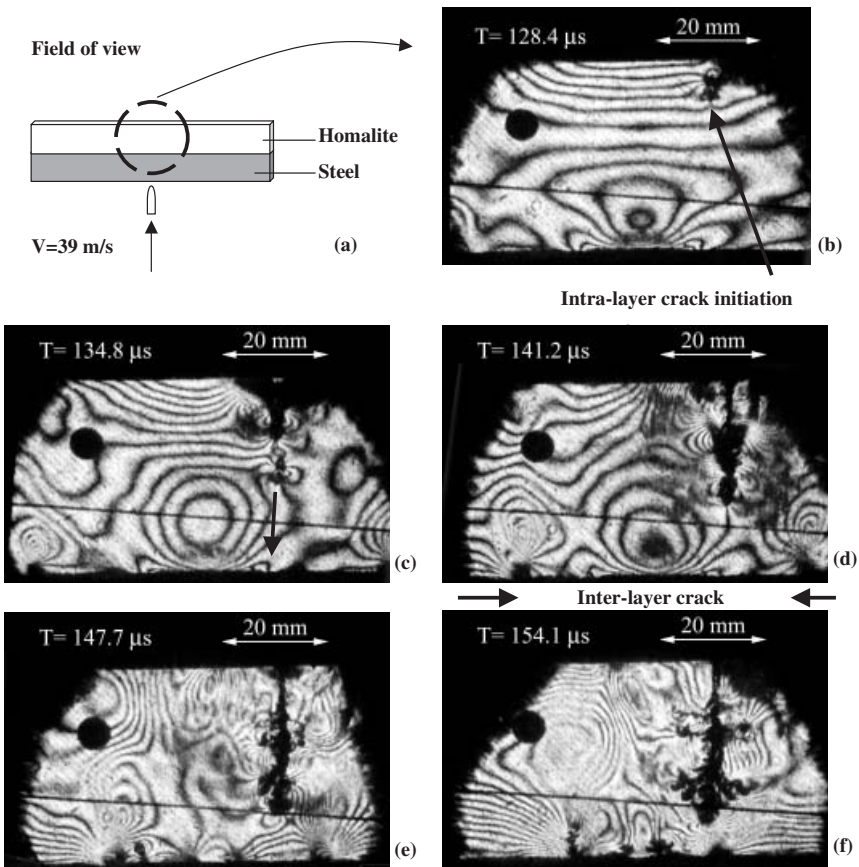 Field of view
Homalite
Steel
V=39 m/s
(a)
T= 128.4 µs
20 mm
(b)
Intra-layer crack initiation
T= 134.8 µs
20 mm
(c)
T= 141.2 µs
20 mm
(d)
Inter-layer crack
T= 147.7 µs
20 mm
(e)
T= 154.1 µs
20 mm
(f)